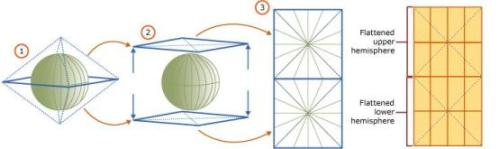 1
2
3
Flattened
upper
hemisphere
Flattened
lower
hemisphere